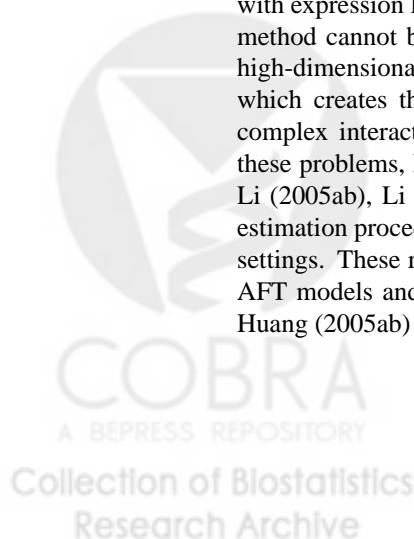 with expression
method cannot b
high-dimensiona
which creates th
complex interact
these problems,
Li (2005ab), Li
estimation proced
settings. These
AFT models and
Huang (2005ab)
COBRA
A BEPRESS REPOSITORY
Collection of Biostatistics
Research Archive